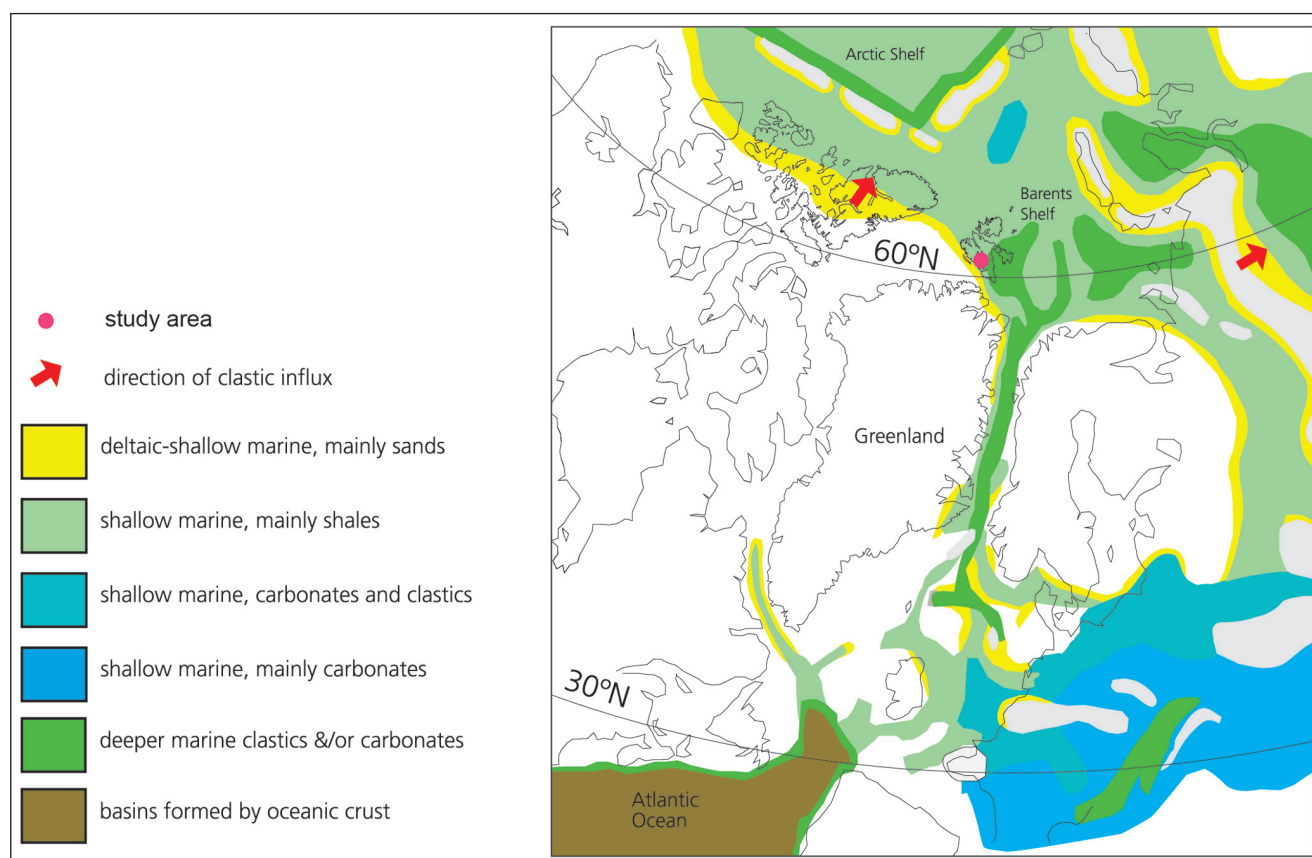 Arctic Shelf
Barents
Shelf
60°N
study area
direction of clastic influx
Greenland
deltaic-shallow marine, mainly sands
shallow marine, mainly shales
shallow marine, carbonates and clastics
shallow marine, mainly carbonates
30°N
deeper marine clastics &/or carbonates
basins formed by oceanic crust
Atlantic
Ocean